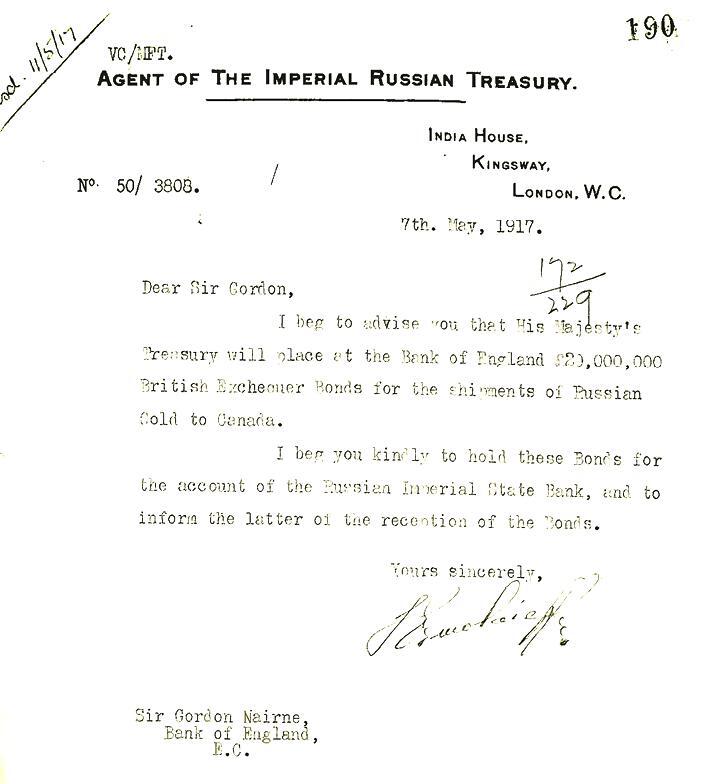 190
11/5/17
VC/MFT.
AGENT OF THE IMPERIAL RUSSIAN TREASURY.
INDIA HOUSE,
KINGSWAY,
LONDON, W.C.
No. 50/ 3808. /
7th. May, 1917.
172
229
Dear Sir Gordon,
I beg to advise you that His Majesty's
Treasury will place at the Bank of England £20,000,000
British Exchequer Bonds for the shipments of Russian
Gold to Canada.
I beg you kindly to hold these Bonds for
the account of the Russian Imperial State Bank, and to
inform the latter of the reception of the Bonds.
Yours sincerely,
Sir Gordon Nairne,
Bank of England,
E.C.